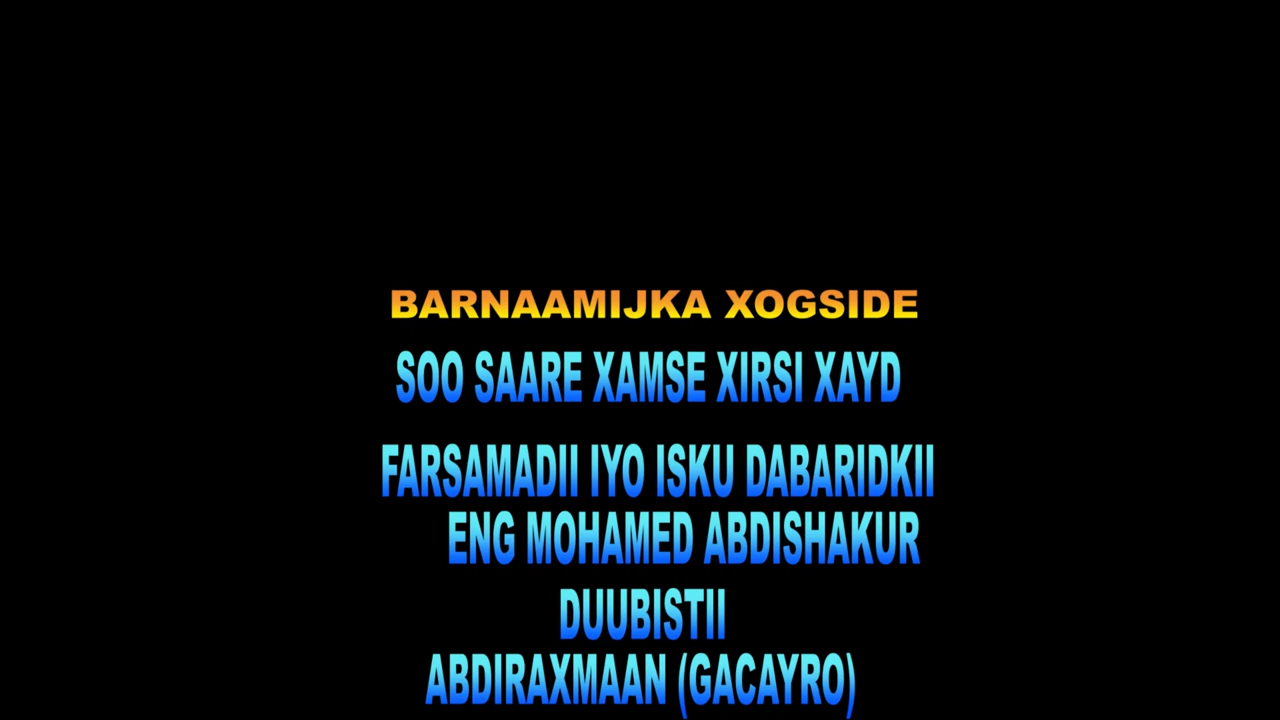 BARNAAMIJKA XOGSIDE
SOO SAARE XAMSE XIRSI XAYD
FARSAMADII IYO ISKU DABARIDKII
ENG MOHAMED ABDISHAKUR
DUUBISTII
ABDIRAXMAAN (GACAYRO)